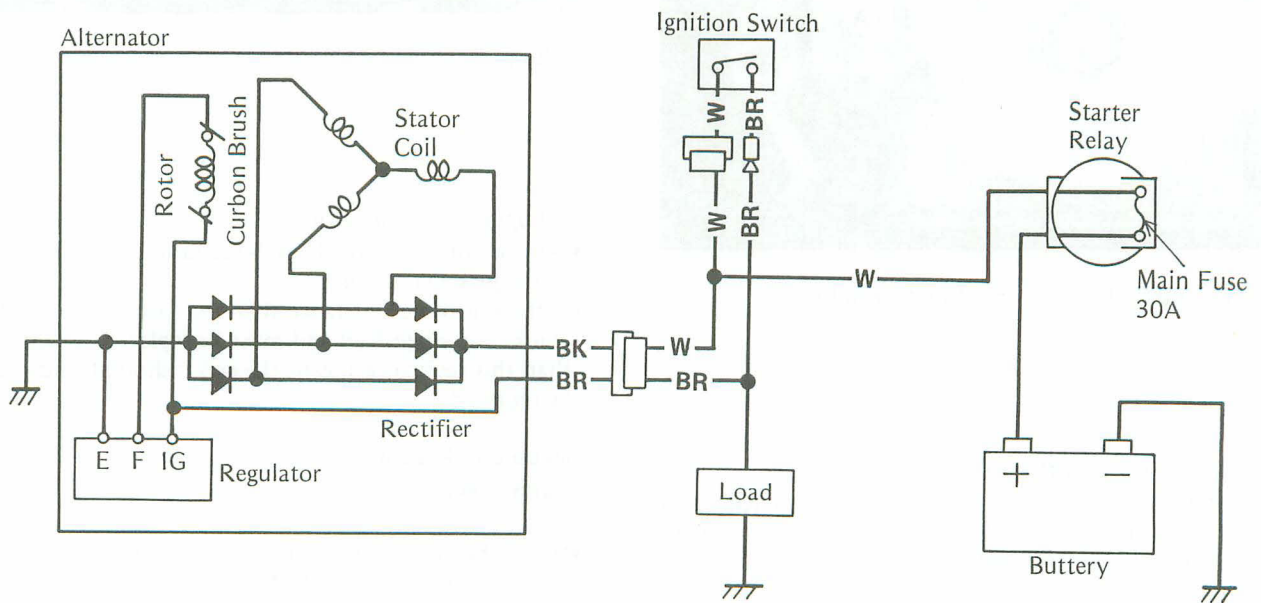 Ignition Switch
Alternator
W
BR
Starter
Relay
Stator
Coil
Rotor
Curbon Brush
W
BR
W
Main Fuse
30A
BK
W
BR
BR
Rectifier
E
F
IG
Regulator
Load
+
−
Buttery